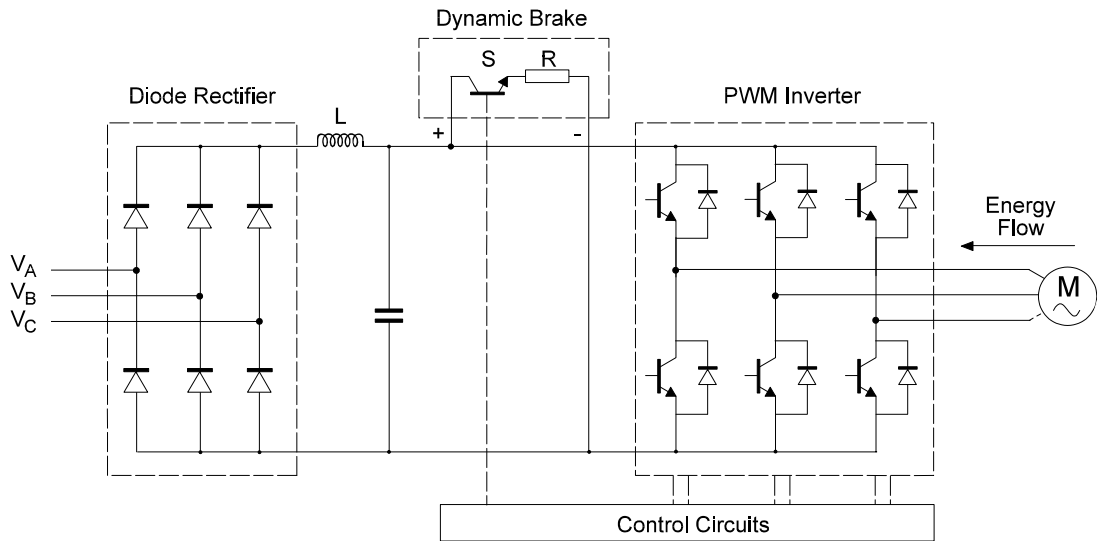 Dynamic Brake
S
R
Diode Rectifier
PWM Inverter
L
+
-
Energy
Flow
V_A
V_B
V_C
M
Control Circuits